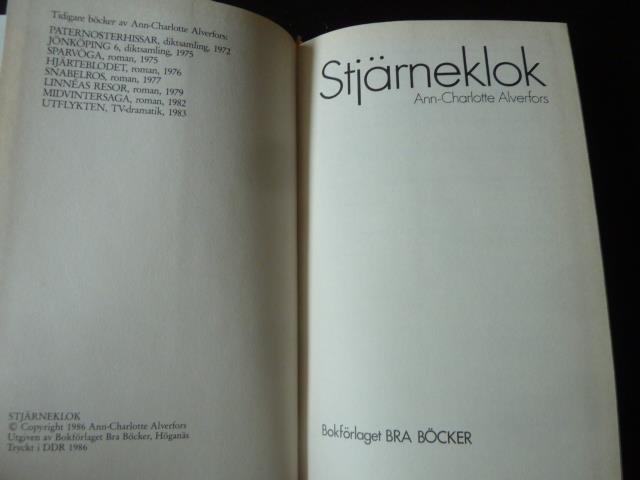 Tidigare böcker av Ann-Charlotte Alverfors:
PATERNOSTERHISSAR, diktsamling, 1972
JÖNKÖPING 6, diktsamling, 1975
SPARVÖGA, roman, 1975
HJÄRTEBLODET, roman, 1976
SNABELROS, roman, 1977
LINNÉAS RESOR, roman, 1979
MIDVINTERSAGA, roman, 1982
UTFLYKTEN, TV-dramatik, 1983
STJÄRNEKLOK
© Copyright 1986 Ann-Charlotte Alverfors
Utgiven av Bokförlaget Bra Böcker, Höganäs
Tryckt i DDR 1986
Stjärneklok
Ann-Charlotte Alverfors
Bokförlaget BRA BÖCKER